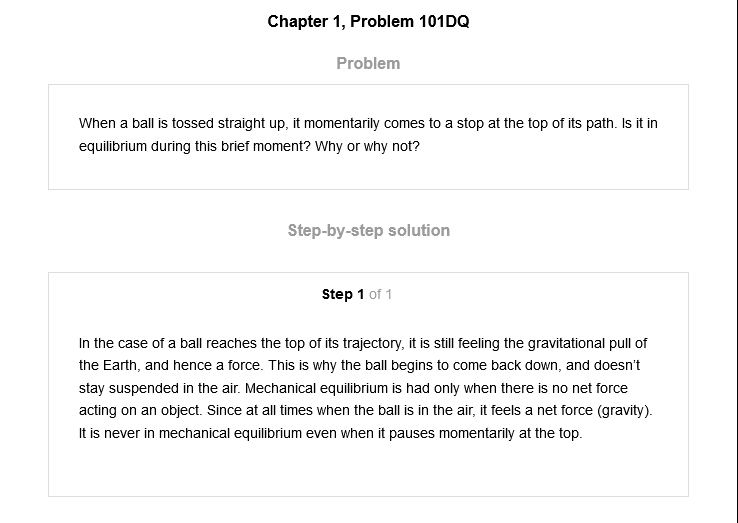 Chapter 1, Problem 101DQ
Problem
When a ball is tossed straight up, it momentarily comes to a stop at the top of its path. Is it in
equilibrium during this brief moment? Why or why not?
Step-by-step solution
Step 1 of 1
In the case of a ball reaches the top of its trajectory, it is still feeling the gravitational pull of
the Earth, and hence a force. This is why the ball begins to come back down, and doesn't
stay suspended in the air. Mechanical equilibrium is had only when there is no net force
acting on an object. Since at all times when the ball is in the air, it feels a net force (gravity).
It is never in mechanical equilibrium even when it pauses momentarily at the top.